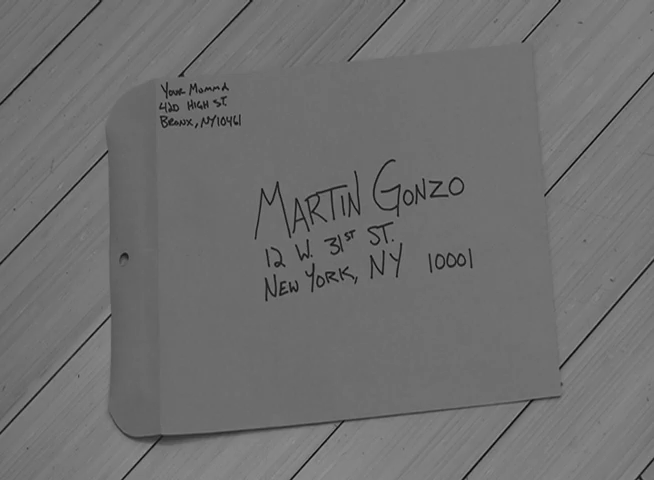 Your Momma
420 High St.
Bronx, NY 10461
Martin Gonzo
12 W. 31st St.
New York, NY 10001